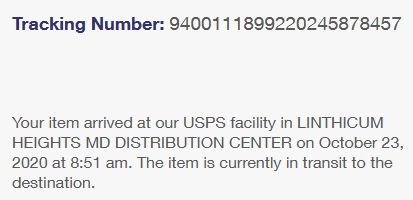 Tracking Number: 9400111899220245878457
Your item arrived at our USPS facility in LINTHICUM
HEIGHTS MD DISTRIBUTION CENTER on October 23,
2020 at 8:51 am. The item is currently in transit to the
destination.